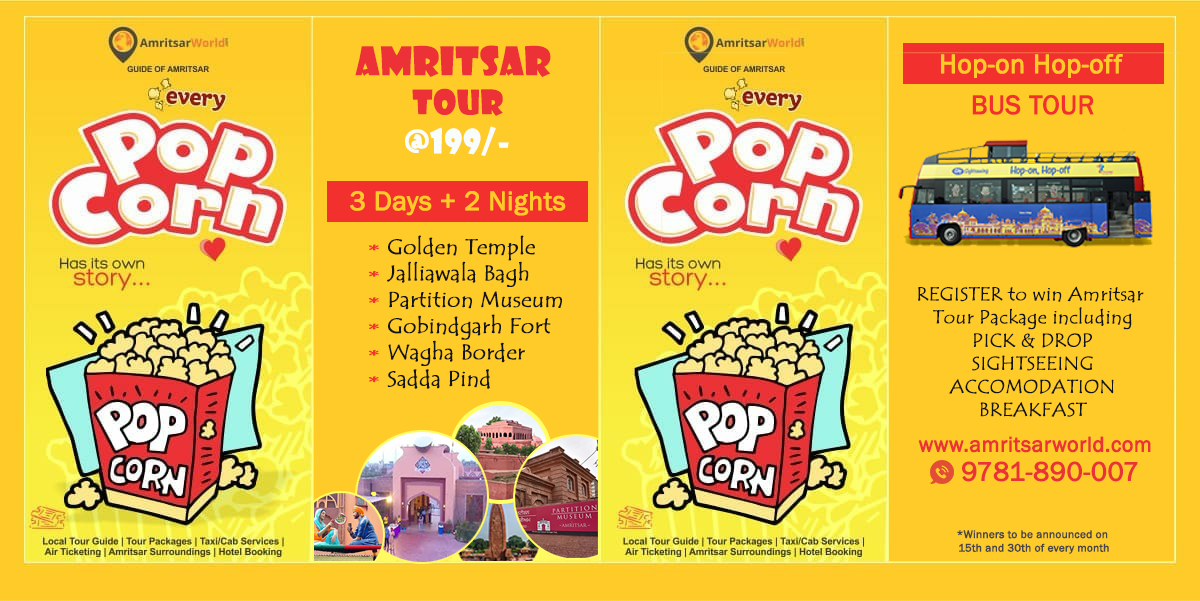 AmritsarWorld.com
GUIDE OF AMRITSAR
every
Pop
Corn
Has its own
story...
POP
CORN
Local Tour Guide | Tour Packages | Taxi/Cab Services |
Air Ticketing | Amritsar Surroundings | Hotel Booking
AMRITSAR
TOUR
@199/-
3 Days + 2 Nights
* Golden Temple
* Jalliawala Bagh
* Partition Museum
* Gobindgarh Fort
* Wagha Border
* Sadda Pind
PARTITION
MUSEUM
AMRITSAR
AmritsarWorld.com
GUIDE OF AMRITSAR
every
Pop
Corn
Has its own
story...
POP
CORN
Local Tour Guide | Tour Packages | Taxi/Cab Services |
Air Ticketing | Amritsar Surroundings | Hotel Booking
Hop-on Hop-off
BUS TOUR
Sightseeing
Hop-on, Hop-off
REGISTER to win Amritsar
Tour Package including
PICK & DROP
SIGHTSEEING
ACCOMODATION
BREAKFAST
www.amritsarworld.com
9781-890-007
*Winners to be announced on
15th and 30th of every month